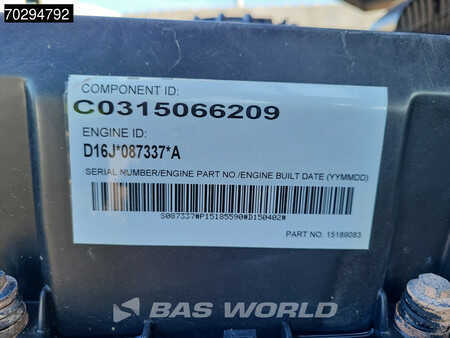 70294792
COMPONENT ID:
C0315066209
ENGINE ID:
D16J*087337*A
SERIAL NUMBER/ENGINE PART NO./ENGINE BUILT DATE (YYMMDD)
S087337#P15185590#D150402#
PART NO. 15189083
BAS WORLD